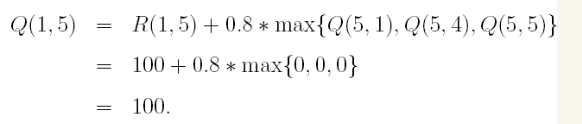 Q(1, 5) = R(1, 5) + 0.8 ∗ max{Q(5, 1), Q(5, 4), Q(5, 5)}
= 100 + 0.8 ∗ max{0, 0, 0}
= 100.